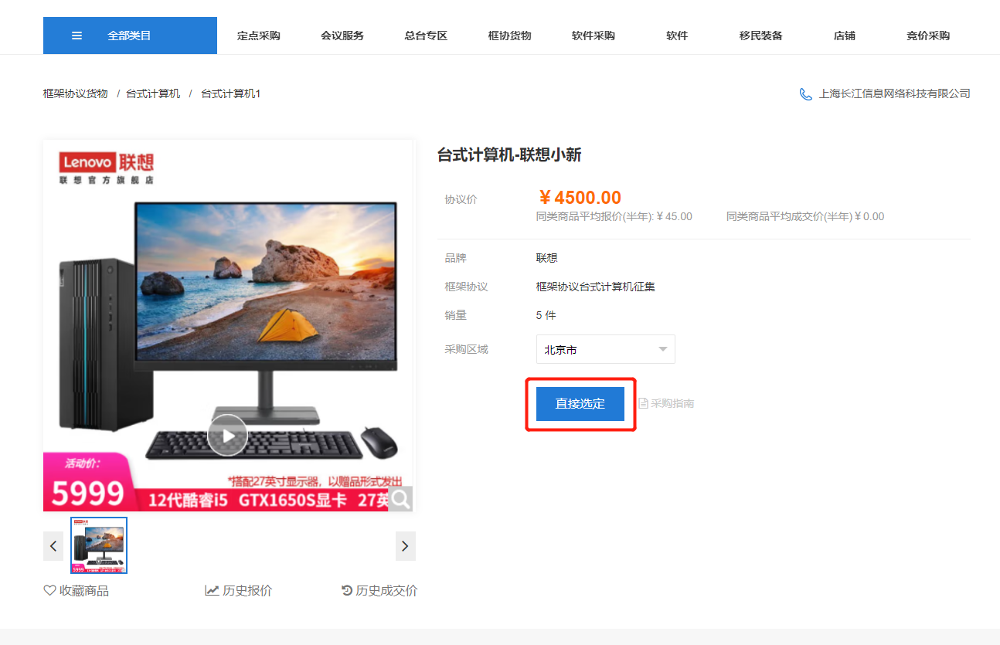 全部类目 定点采购 会议服务 总台专区 框协货物 软件采购 软件 移民装备 店铺 竞价采购
框架协议货物 / 台式计算机 / 台式计算机1
上海长江信息网络科技有限公司
Lenovo 联想
联想官方旗舰店
活动价：
5999
*搭配27英寸显示器，以赠品形式发出
12代酷睿i5 GTX1650S显卡 27英
收藏商品 历史报价 历史成交价
台式计算机-联想小新
协议价 ¥4500.00
同类商品平均报价(半年):¥45.00 同类商品平均成交价(半年)¥0.00
品牌 联想
框架协议 框架协议台式计算机征集
销量 5 件
采购区域 北京市
直接选定 采购指南